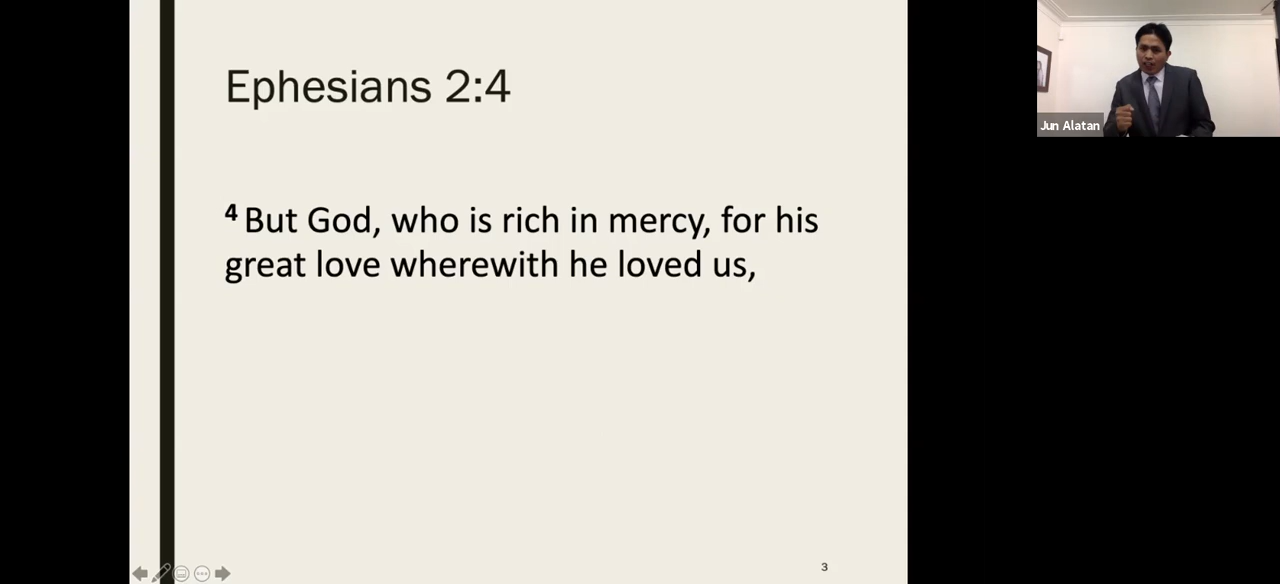 Ephesians 2:4
4 But God, who is rich in mercy, for his
great love wherewith he loved us,
3
Jun Alatan